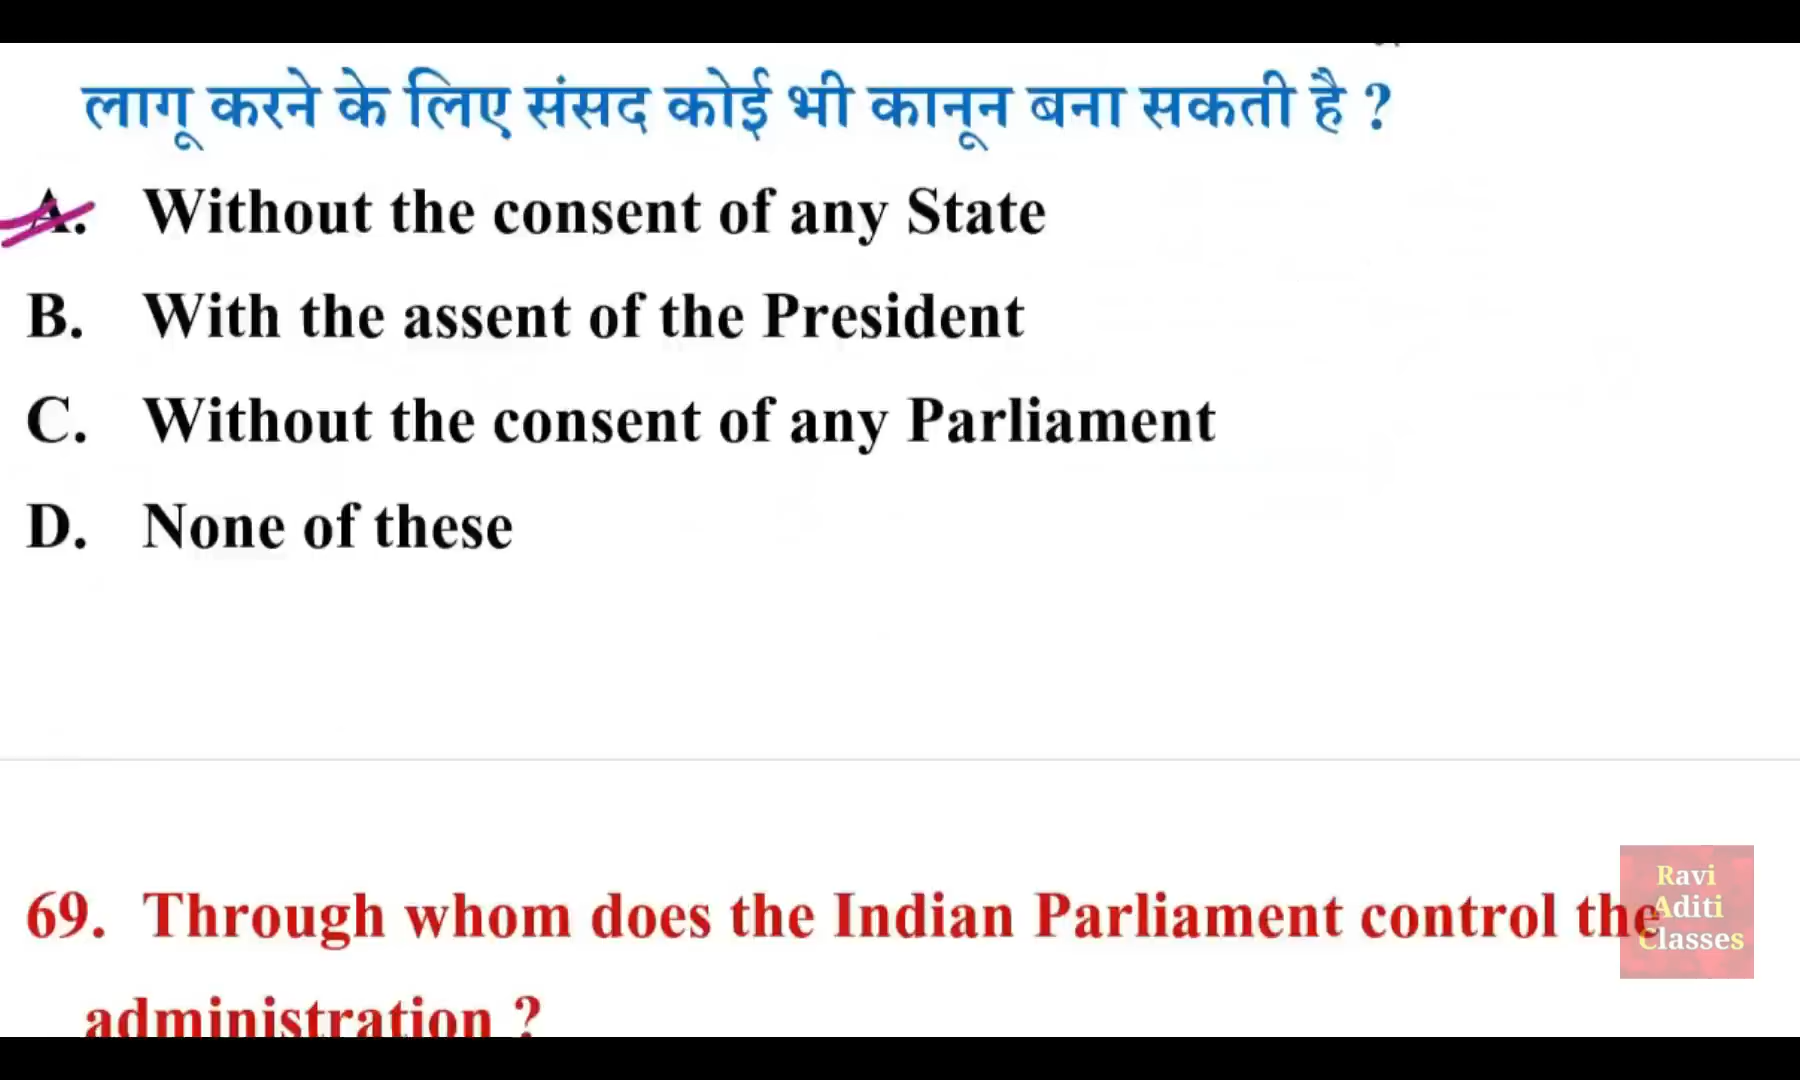 लागू करने के लिए संसद कोई भी कानून बना सकती है ?
A. Without the consent of any State
B. With the assent of the President
C. Without the consent of any Parliament
D. None of these
69. Through whom does the Indian Parliament control the
administration ?
Ravi
Aditi
Classes